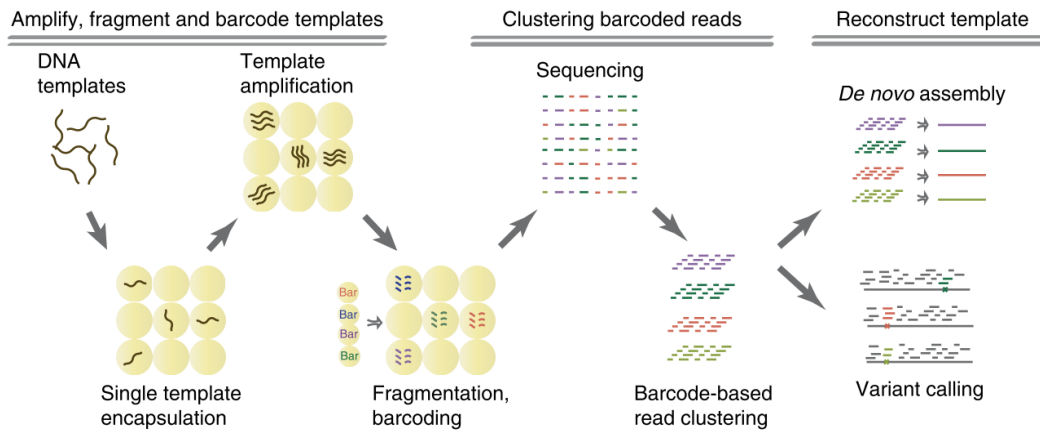 Amplify, fragment and barcode templates
Clustering barcoded reads
Reconstruct template
DNA
templates
Template
amplification
Sequencing
De novo assembly
Bar
Bar
Bar
Bar
Single template
encapsulation
Fragmentation,
barcoding
Barcode-based
read clustering
Variant calling